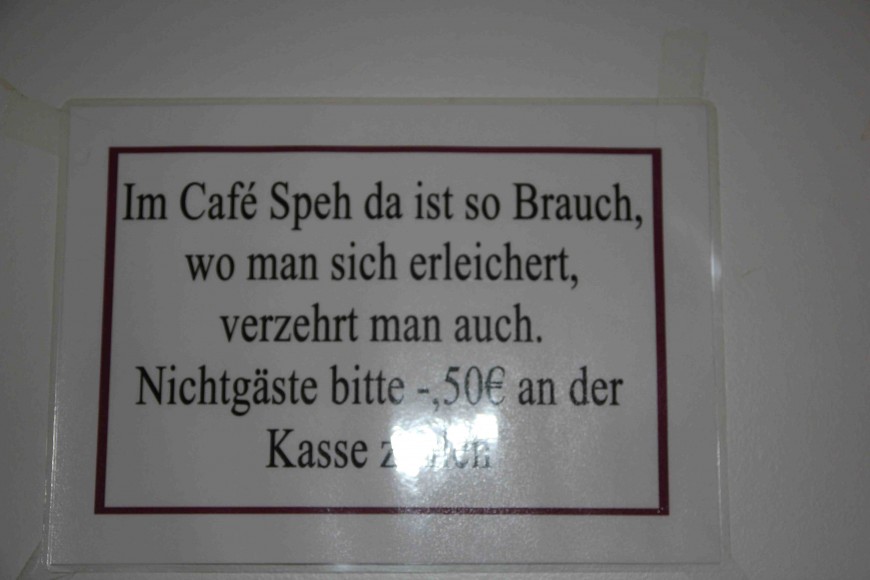 Im Café Speh da ist so Brauch,
wo man sich erleichert,
verzehrt man auch.
Nichtgäste bitte -,50€ an der
Kasse